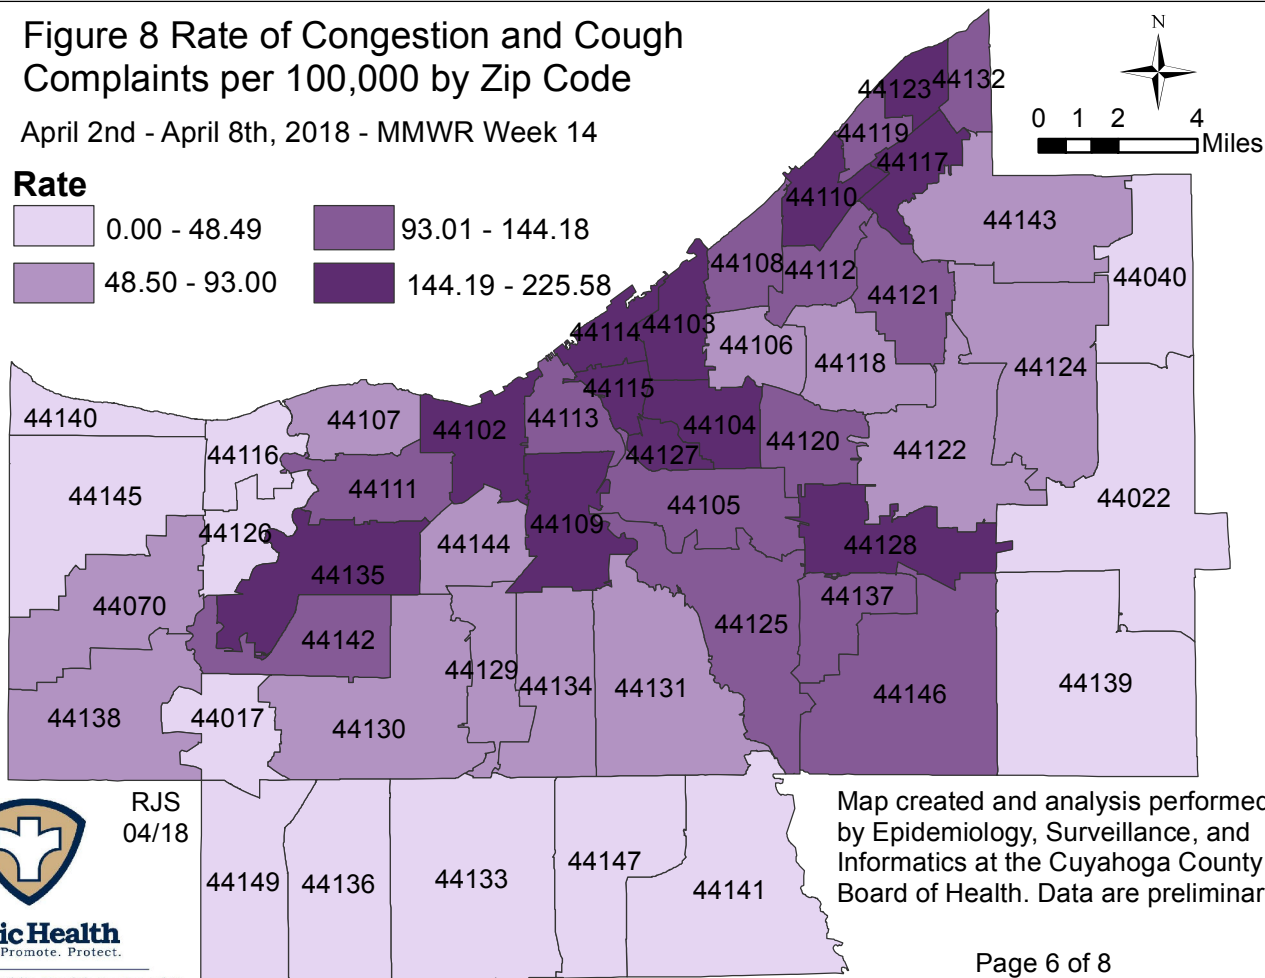 Figure 8 Rate of Congestion and Cough
Complaints per 100,000 by Zip Code
April 2nd - April 8th, 2018 - MMWR Week 14
N
0 1 2 4
Miles
Rate
0.00 - 48.49
93.01 - 144.18
48.50 - 93.00
144.19 - 225.58
44132
44123
44119
44117
44110
44143
44108
44112
44040
44121
44114
44103
44106
44118
44124
44115
44140
44107
44102
44113
44104
44120
44116
44127
44122
44145
44111
44105
44022
44126
44109
44144
44128
44135
44070
44137
44142
44125
44129
44134
44131
44146
44139
44138
44017
44130
RJS
04/18
44147
44149
44136
44133
44141
Map created and analysis performed
by Epidemiology, Surveillance, and
Informatics at the Cuyahoga County
Board of Health. Data are preliminar
ic Health
Promote. Protect.
Page 6 of 8